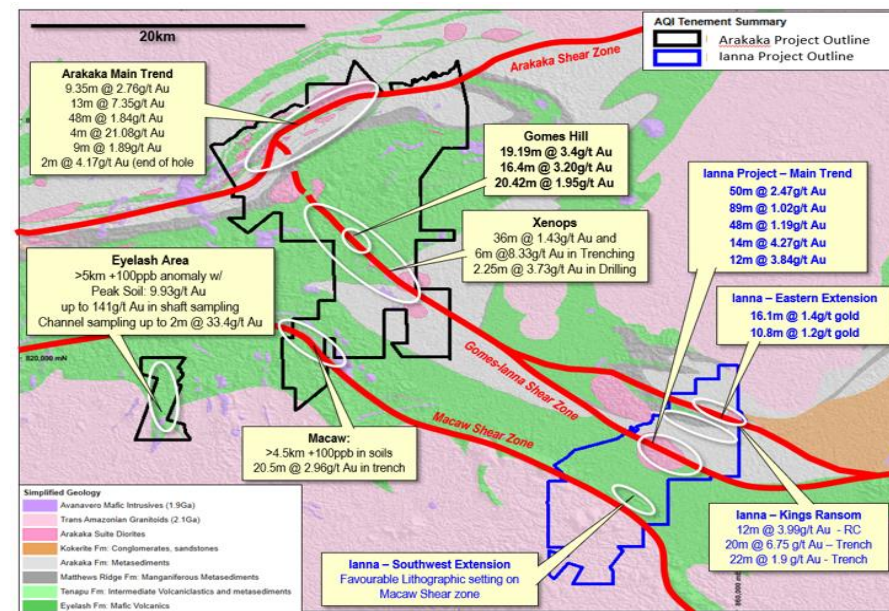 20km
AQI Tenement Summary
Arakaka Project Outline
Ianna Project Outline
Arakaka Main Trend
9.35m @ 2.76g/t Au
13m @ 7.35g/t Au
48m @ 1.84g/t Au
4m @ 21.08g/t Au
9m @ 1.89g/t Au
2m @ 4.17g/t Au (end of hole
Arakaka Shear Zone
Gomes Hill
19.19m @ 3.4g/t Au
16.4m @ 3.20g/t Au
20.42m @ 1.95g/t Au
Ianna Project – Main Trend
50m @ 2.47g/t Au
89m @ 1.02g/t Au
48m @ 1.19g/t Au
14m @ 4.27g/t Au
12m @ 3.84g/t Au
Xenops
36m @ 1.43g/t Au and
6m @8.33g/t Au in Trenching
2.25m @ 3.73g/t Au in Drilling
Eyelash Area
>5km +100ppb anomaly w/
Peak Soil: 9.93g/t Au
up to 141g/t Au in shaft sampling
Channel sampling up to 2m @ 33.4g/t Au
Ianna – Eastern Extension
16.1m @ 1.4g/t gold
10.8m @ 1.2g/t gold
820,000 mN
Gomes-Ianna Shear Zone
Macaw Shear Zone
Macaw:
>4.5km +100ppb in soils
20.5m @ 2.96g/t Au in trench
Ianna – Kings Ransom
12m @ 3.99g/t Au - RC
20m @ 6.75 g/t Au – Trench
22m @ 1.9 g/t Au - Trench
Ianna – Southwest Extension
Favourable Lithographic setting on
Macaw Shear zone
Simplified Geology
Avanavero Mafic Intrusives (1.9Ga)
Trans Amazonian Granitoids (2.1Ga)
Arakaka Suite Diorites
Kokerite Fm: Conglomerates, sandstones
Arakaka Fm: Metasediments
Matthews Ridge Fm: Manganiferous Metasediments
Tenapu Fm: Intermediate Volcaniclastics and metasediments
Eyelash Fm: Mafic Volcanics